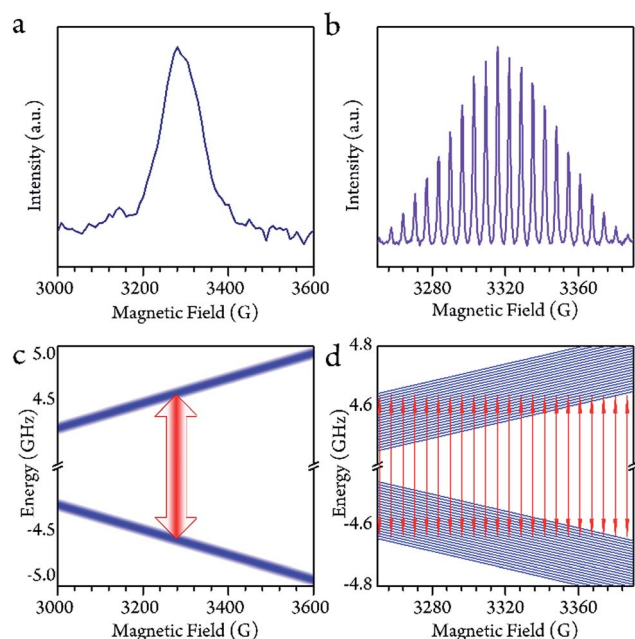 a
b
Intensity (a.u.)
3000 3200 3400 3600
Magnetic Field (G)
Intensity (a.u.)
3280 3320 3360
Magnetic Field (G)
c
d
5.0
4.5
-4.5
-5.0
Energy (GHz)
3000 3200 3400 3600
Magnetic Field (G)
4.8
4.6
-4.6
-4.8
Energy (GHz)
3280 3320 3360
Magnetic Field (G)